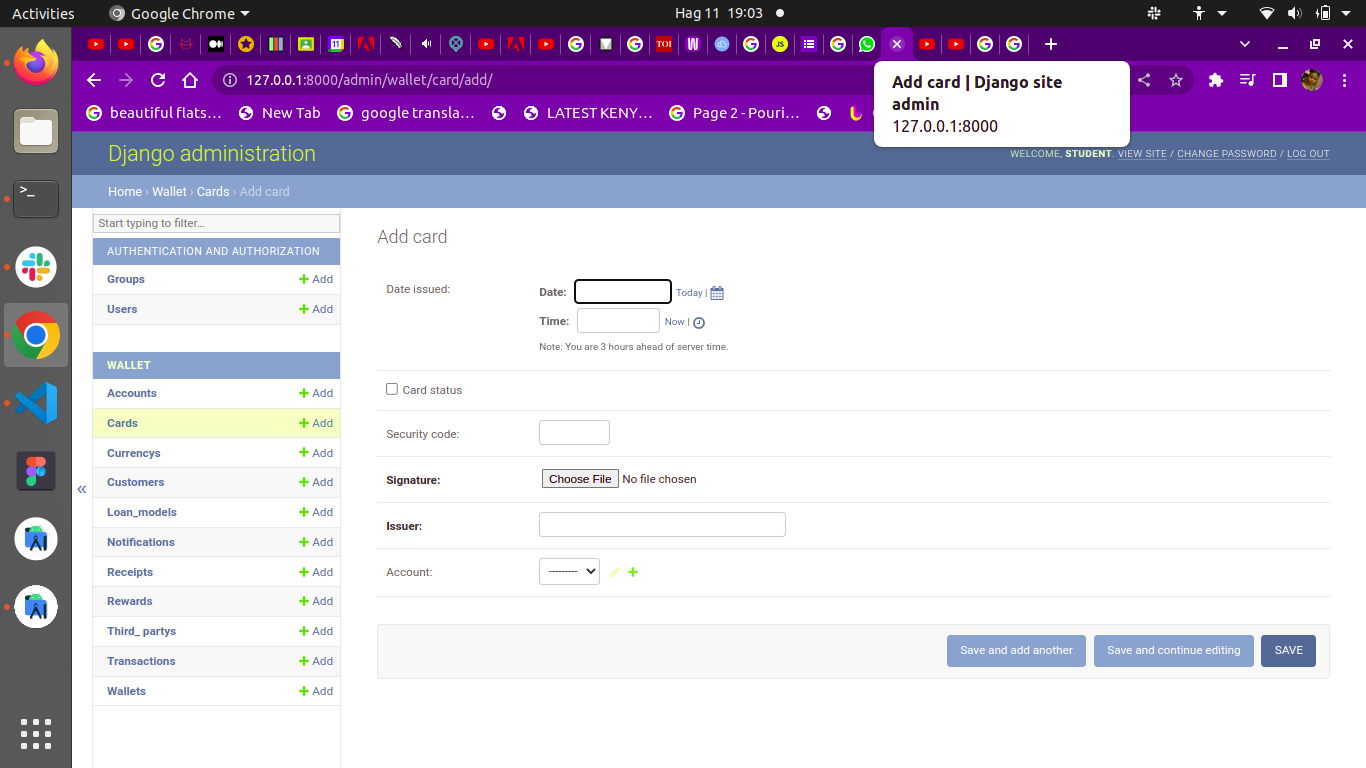 Activities
Google Chrome
Hag 11 19:03
127.0.0.1:8000/admin/wallet/card/add/
Add card | Django site
admin
127.0.0.1:8000
beautiful flats…
New Tab
google transla…
LATEST KENY…
Page 2 - Pouri…
Django administration
WELCOME, STUDENT. VIEW SITE / CHANGE PASSWORD / LOG OUT
Home › Wallet › Cards › Add card
Start typing to filter…
AUTHENTICATION AND AUTHORIZATION
Groups + Add
Users + Add
WALLET
Accounts + Add
Cards + Add
Currencys + Add
Customers + Add
Loan_models + Add
Notifications + Add
Receipts + Add
Rewards + Add
Third_ partys + Add
Transactions + Add
Wallets + Add
«
Add card
Date issued:
Date: Today |
Time: Now |
Note: You are 3 hours ahead of server time.
Card status
Security code:
Signature: Choose File No file chosen
Issuer:
Account: ---------
Save and add another
Save and continue editing
SAVE